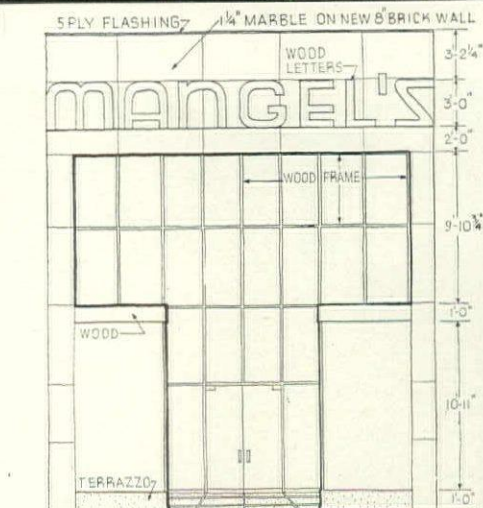 5 PLY FLASHING
1¼" MARBLE ON NEW 8" BRICK WALL
WOOD
LETTERS
3'-2¼"
MANGEL'S
3'-0"
2'-0"
WOOD FRAME
9'-10¾"
WOOD
1'-0"
10'-11"
TERRAZZO
1'-0"